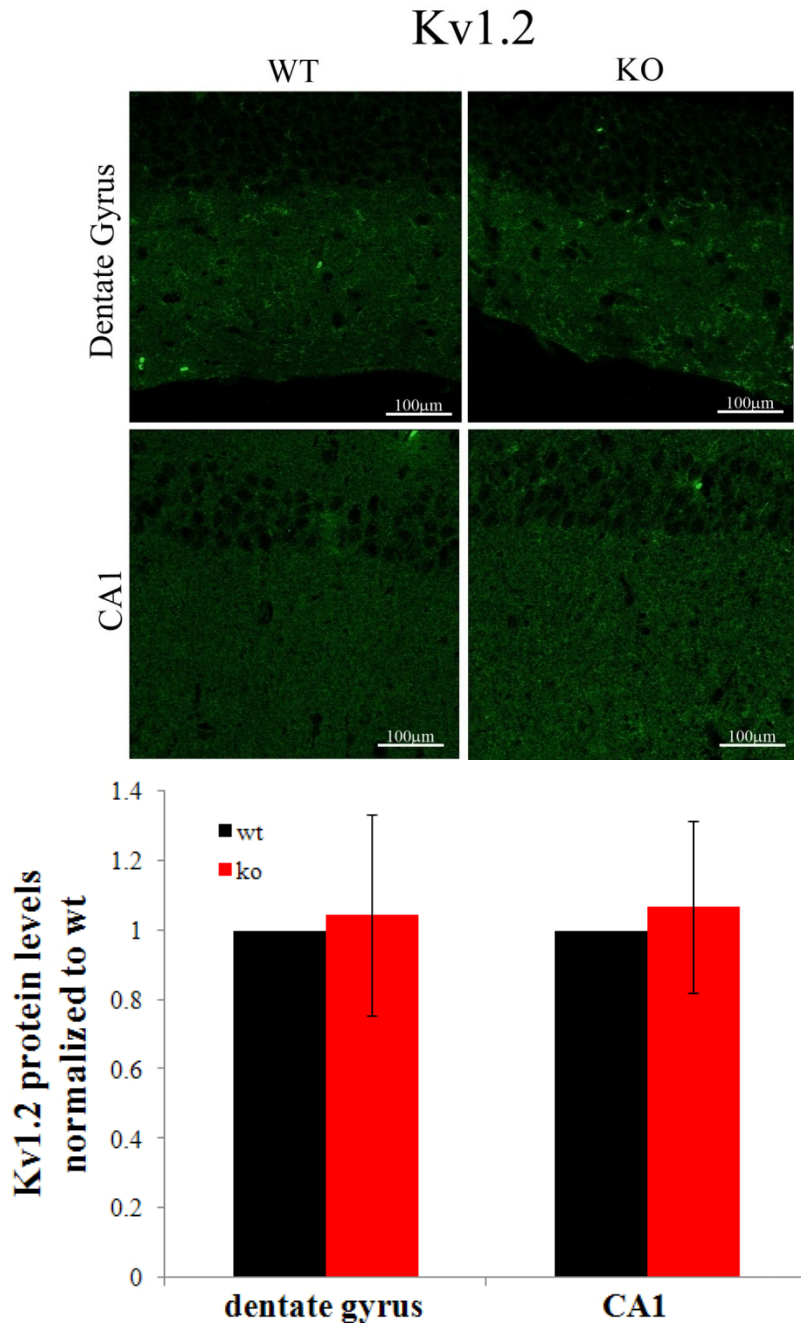 Kv1.2
WT
KO
Dentate Gyrus
100μm
100μm
CA1
100μm
100μm
Kv1.2 protein levels
normalized to wt
1.4
1.2
1
0.8
0.6
0.4
0.2
0
wt
ko
dentate gyrus
CA1